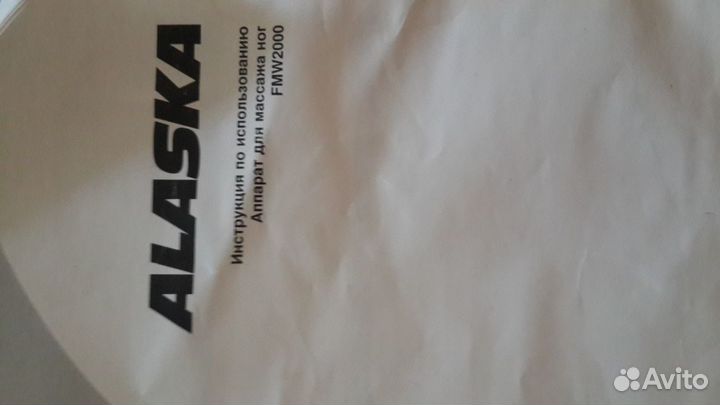 ALASKA
Инструкция по использованию
Аппарат для массажа ног
FMW2000
Avito